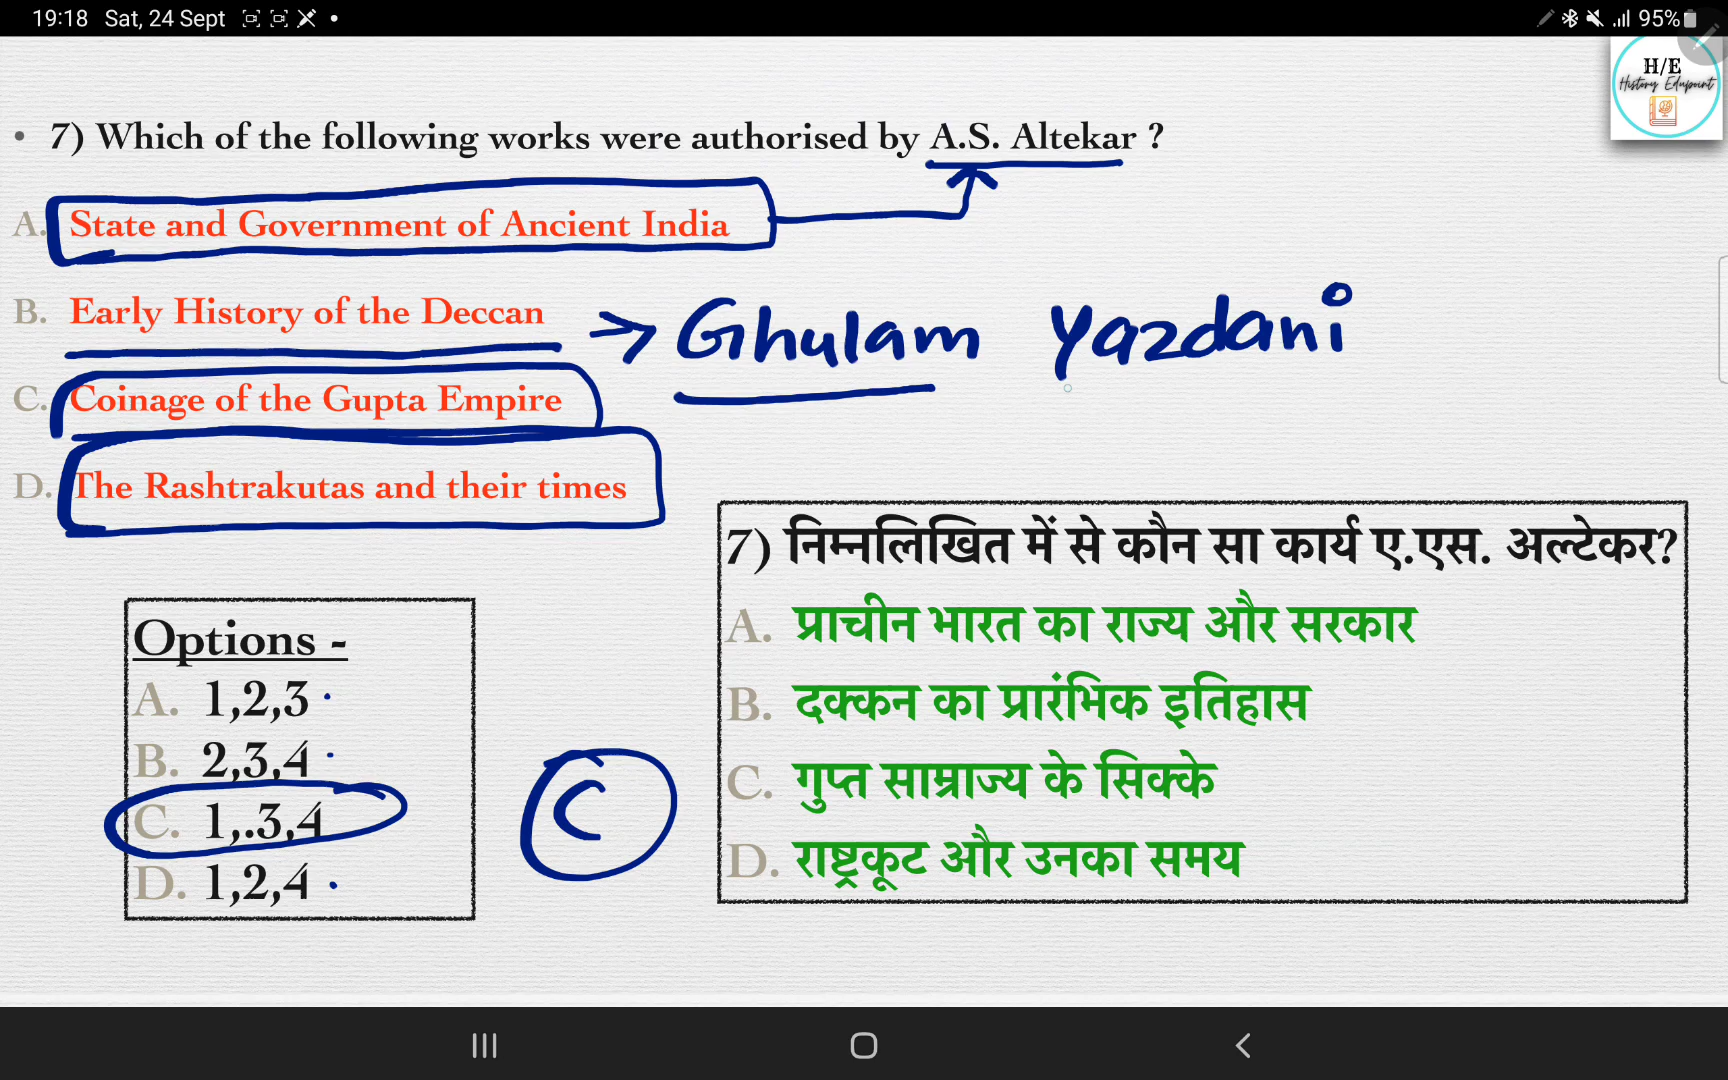 19:18 Sat, 24 Sept
95%
H/E
History Edupoint
• 7) Which of the following works were authorised by A.S. Altekar ?
A. State and Government of Ancient India
B. Early History of the Deccan → Ghulam Yazdani
C. Coinage of the Gupta Empire
D. The Rashtrakutas and their times
Options -
A. 1,2,3
B. 2,3,4
C. 1,.3,4
D. 1,2,4
C
7) निम्नलिखित में से कौन सा कार्य ए.एस. अल्टेकर?
A. प्राचीन भारत का राज्य और सरकार
B. दक्कन का प्रारंभिक इतिहास
C. गुप्त साम्राज्य के सिक्के
D. राष्ट्रकूट और उनका समय